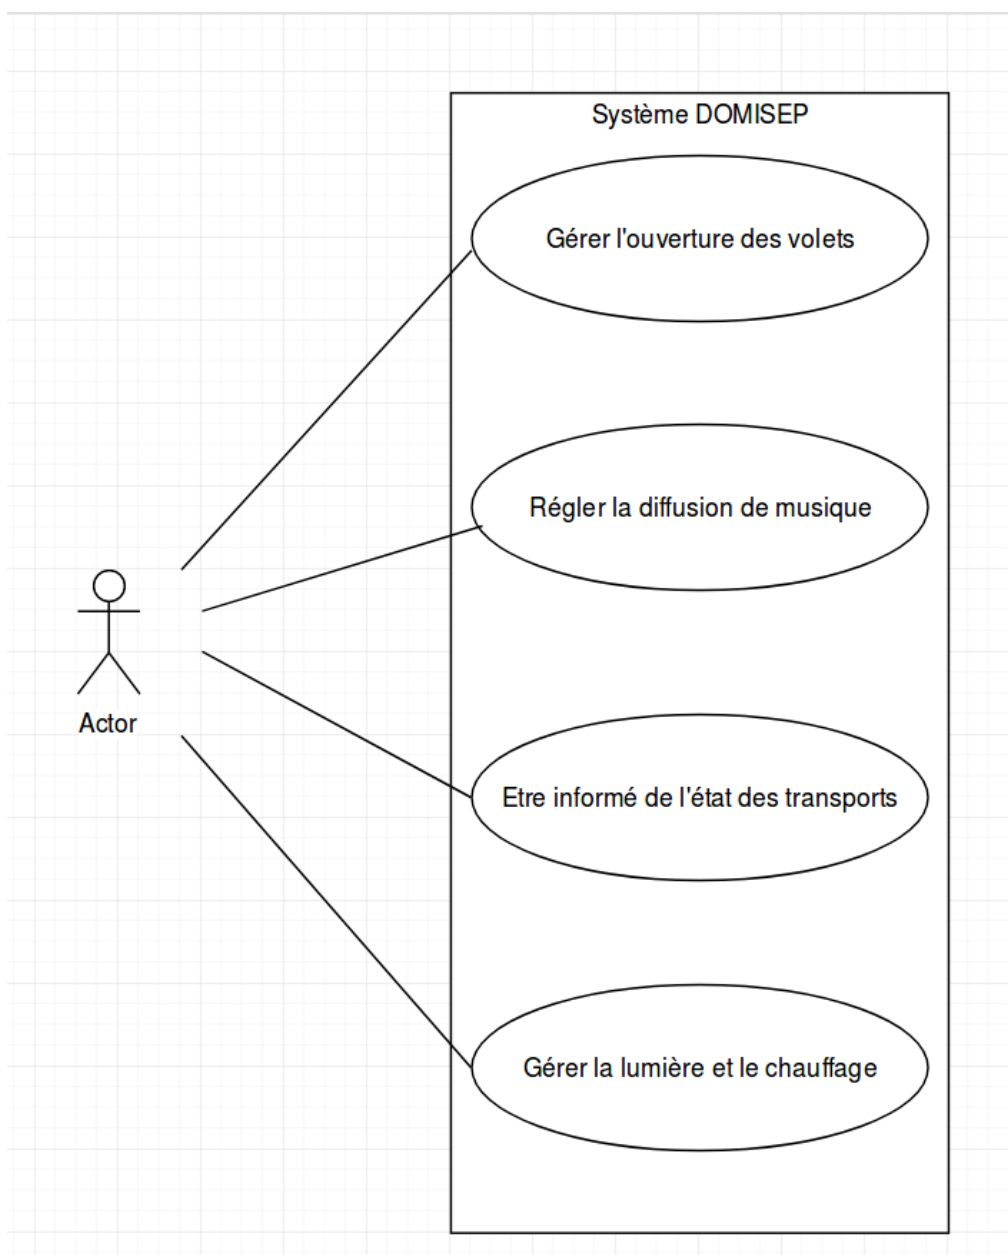 Système DOMISEP
Gérer l'ouverture des volets
Régler la diffusion de musique
Actor
Etre informé de l'état des transports
Gérer la lumière et le chauffage